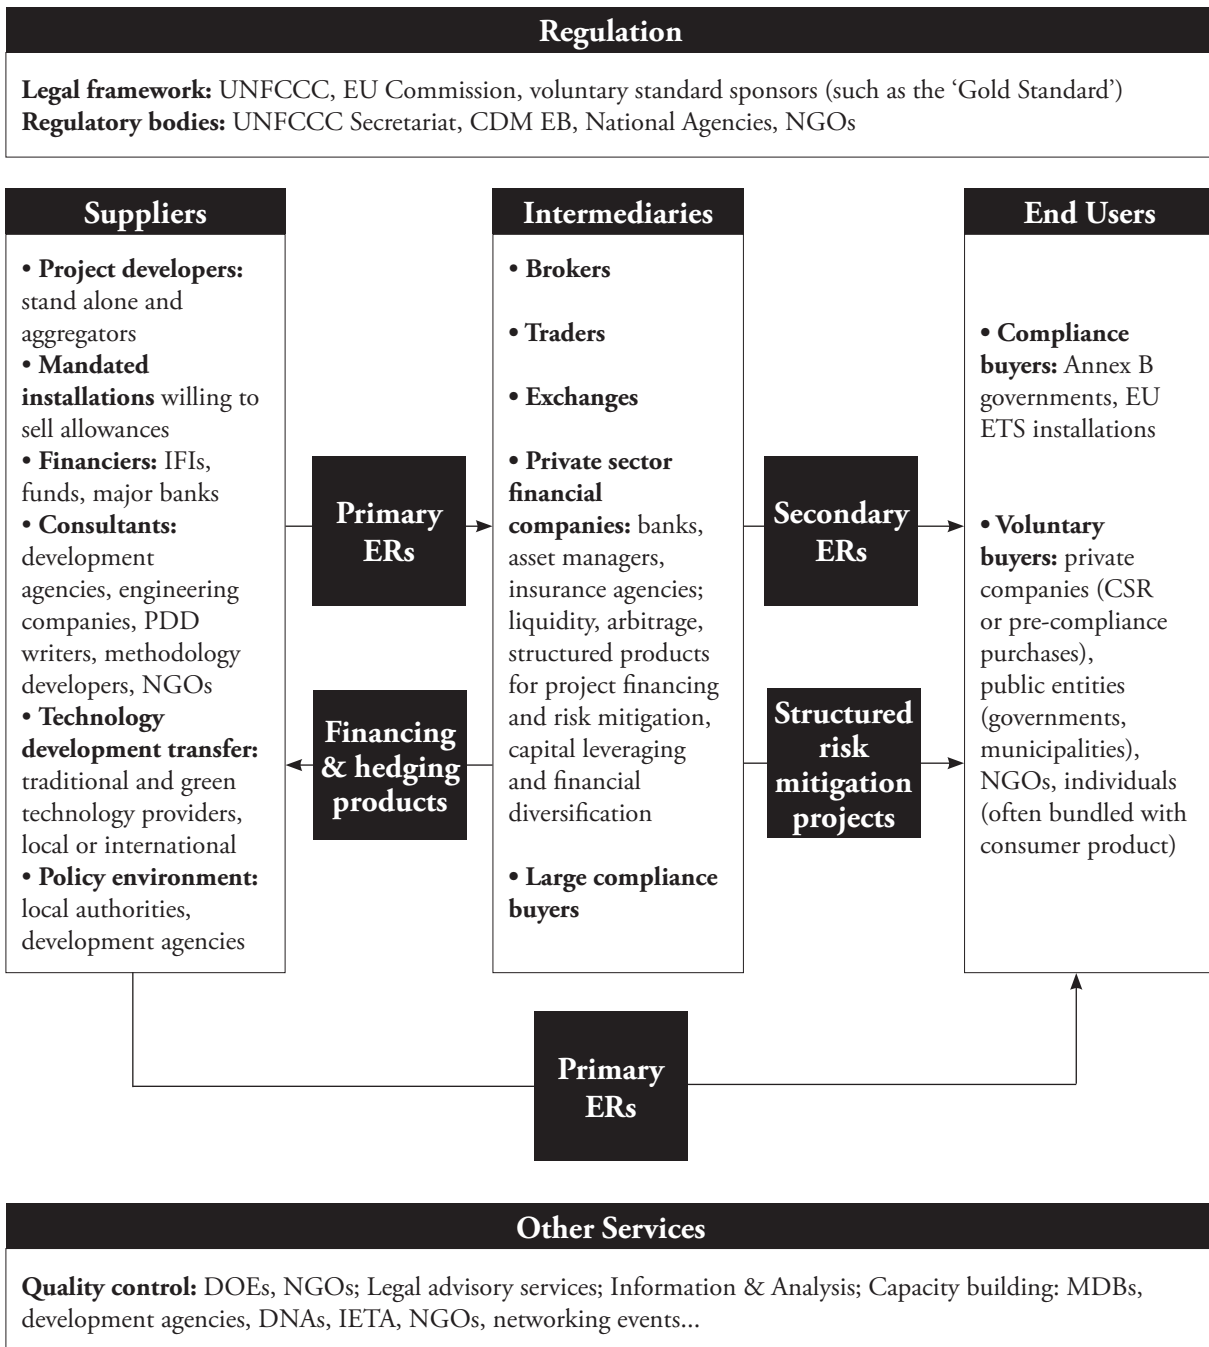 Regulation
Legal framework: UNFCCC, EU Commission, voluntary standard sponsors (such as the ‘Gold Standard’)
Regulatory bodies: UNFCCC Secretariat, CDM EB, National Agencies, NGOs
Suppliers
• Project developers:
stand alone and
aggregators
• Mandated
installations willing to
sell allowances
• Financiers: IFIs,
funds, major banks
• Consultants:
development
agencies, engineering
companies, PDD
writers, methodology
developers, NGOs
• Technology
development transfer:
traditional and green
technology providers,
local or international
• Policy environment:
local authorities,
development agencies
Primary
ERs
Financing
& hedging
products
Intermediaries
• Brokers
• Traders
• Exchanges
• Private sector
financial
companies: banks,
asset managers,
insurance agencies;
liquidity, arbitrage,
structured products
for project financing
and risk mitigation,
capital leveraging
and financial
diversification
• Large compliance
buyers
Secondary
ERs
Structured
risk
mitigation
projects
End Users
• Compliance
buyers: Annex B
governments, EU
ETS installations
• Voluntary
buyers: private
companies (CSR
or pre-compliance
purchases),
public entities
(governments,
municipalities),
NGOs, individuals
(often bundled with
consumer product)
Primary
ERs
Other Services
Quality control: DOEs, NGOs; Legal advisory services; Information & Analysis; Capacity building: MDBs,
development agencies, DNAs, IETA, NGOs, networking events...